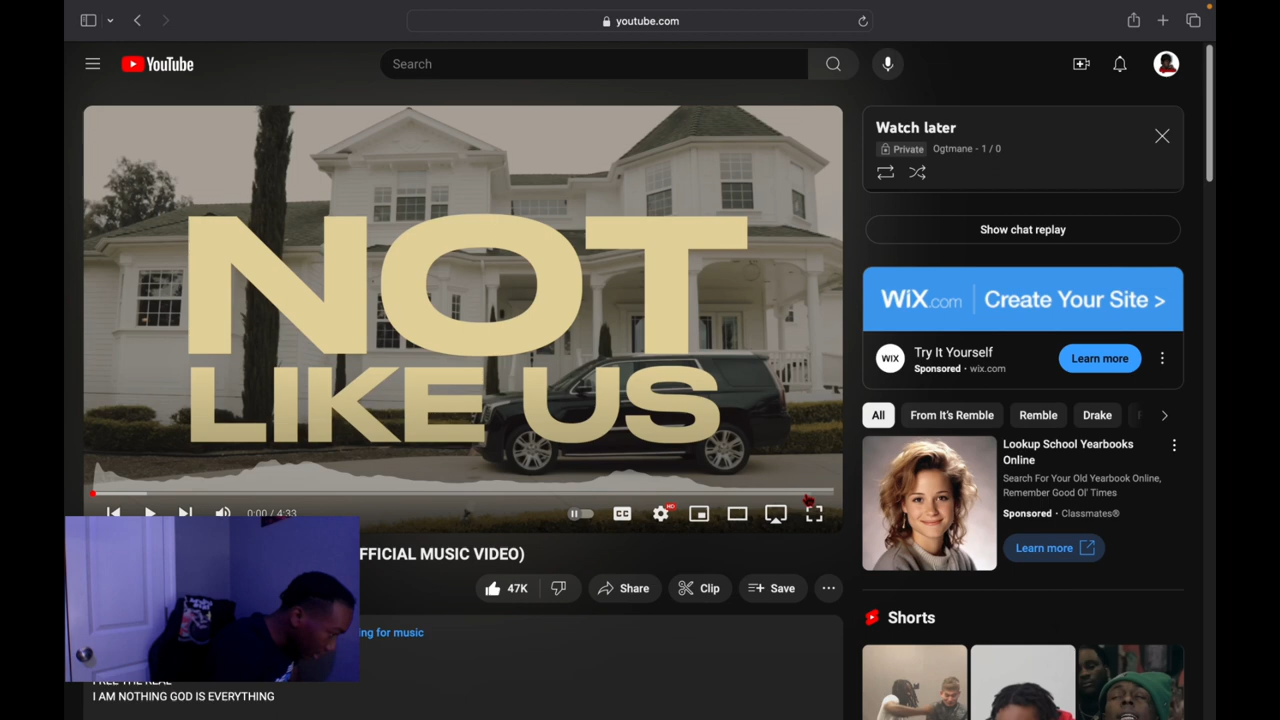 youtube.com
YouTube
Search
Watch later
Private Ogtmane - 1 / 0
Show chat replay
NOT
LIKE US
WiX.com | Create Your Site >
WIX
Try It Yourself
Sponsored · wix.com
Learn more
All
From It's Remble
Remble
Drake
Lookup School Yearbooks
Online
Search For Your Old Yearbook Online,
Remember Good Ol' Times
Sponsored · Classmates®
Learn more
0:00 / 4:33
CC
HD
FFICIAL MUSIC VIDEO)
47K
Share
Clip
Save
ng for music
I AM NOTHING GOD IS EVERYTHING
Shorts